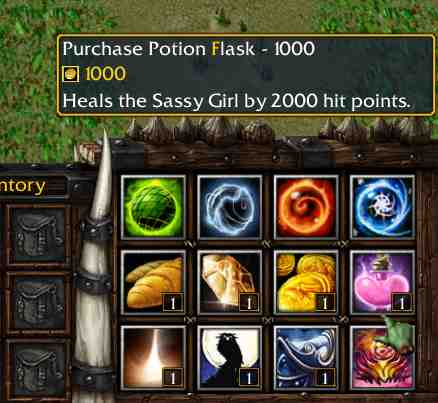 Purchase Potion Flask - 1000
1000
Heals the Sassy Girl by 2000 hit points.
ntory
1 1 1 1
1 1 1